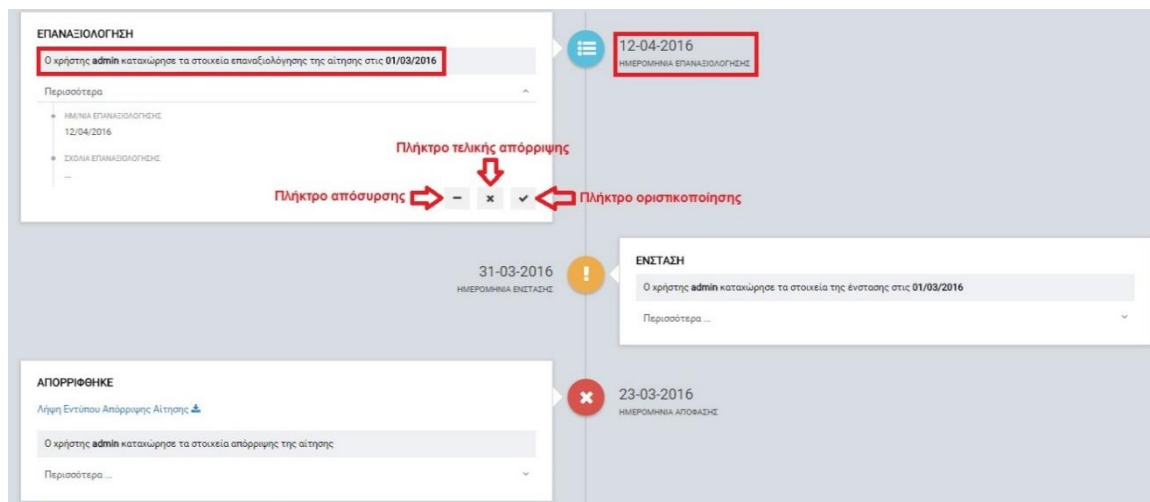 ΕΠΑΝΑΞΙΟΛΟΓΗΣΗ
Ο χρήστης admin καταχώρησε τα στοιχεία επαναξιολόγησης της αίτησης στις 01/03/2016
12-04-2016
ΗΜΕΡΟΜΗΝΙΑ ΕΠΑΝΑΞΙΟΛΟΓΗΣΗΣ
Περισσότερα
ΗΜ/ΝΙΑ ΕΠΑΝΑΞΙΟΛΟΓΗΣΗΣ
12/04/2016
ΣΧΟΛΙΑ ΕΠΑΝΑΞΙΟΛΟΓΗΣΗΣ
...
Πλήκτρο τελικής απόρριψης
Πλήκτρο απόσυρσης
Πλήκτρο οριστικοποίησης
31-03-2016
ΗΜΕΡΟΜΗΝΙΑ ΕΝΣΤΑΣΗΣ
ΕΝΣΤΑΣΗ
Ο χρήστης admin καταχώρησε τα στοιχεία της ένστασης στις 01/03/2016
Περισσότερα ...
ΑΠΟΡΡΙΦΘΗΚΕ
Λήψη Εντύπου Απόρριψης Αίτησης
23-03-2016
ΗΜΕΡΟΜΗΝΙΑ ΑΠΟΦΑΣΗΣ
Ο χρήστης admin καταχώρησε τα στοιχεία απόρριψης της αίτησης
Περισσότερα ...